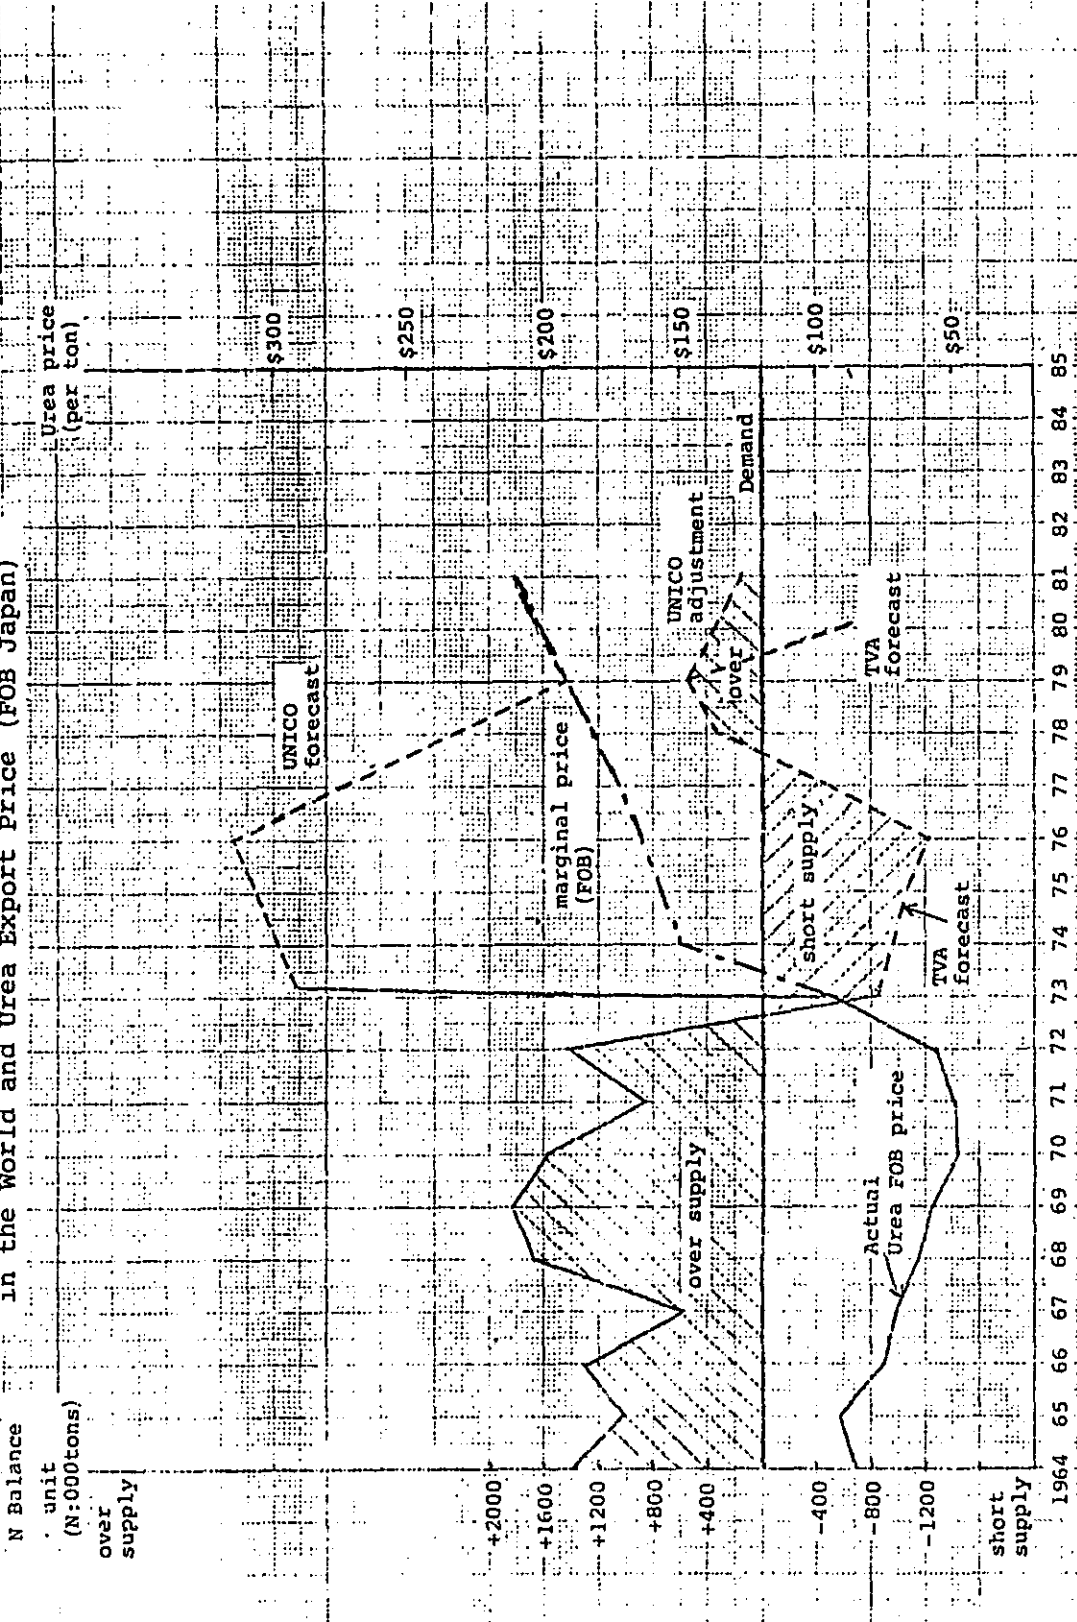 in the World and Urea Export Price (FOB Japan)
N Balance
unit
(N:000tons)
over
supply
Urea price
(per ton)
+2000
+1600
+1200
+800
+400
-400
-800
-1200
short
supply
$300
$250
$200
$150
$100
$50
UNICO
forecast
marginal price
(FOB)
UNICO
adjustment
over
Demand
over supply
short supply
TVA
forecast
TVA
forecast
Actual
Urea FOB price
1964 65 66 67 68 69 70 71 72 73 74 75 76 77 78 79 80 81 82 83 84 85